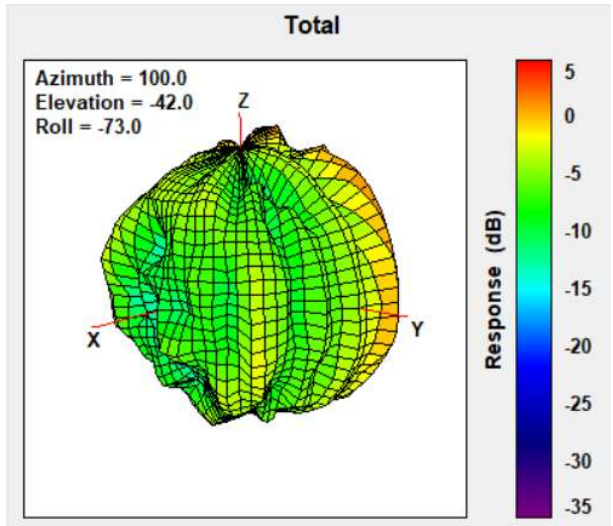 Total
Azimuth = 100.0
Elevation = -42.0
Roll = -73.0
Z
X
Y
Response (dB)
5
0
-5
-10
-15
-20
-25
-30
-35